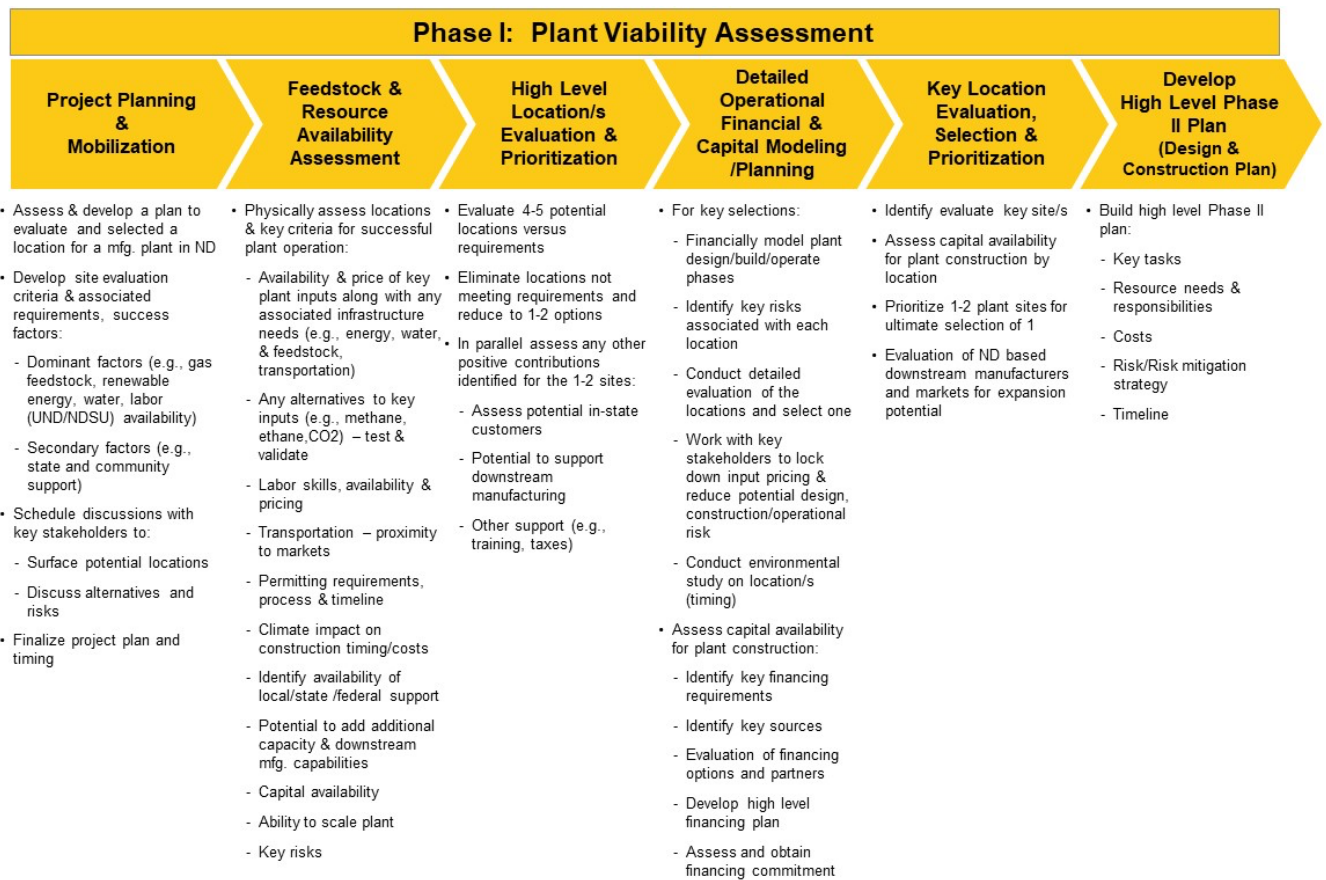 Phase I:  Plant Viability Assessment
Project Planning
&
Mobilization
Feedstock &
Resource
Availability
Assessment
High Level
Location/s
Evaluation &
Prioritization
Detailed
Operational
Financial &
Capital Modeling
/Planning
Key Location
Evaluation,
Selection &
Prioritization
Develop
High Level Phase
II Plan
(Design &
Construction Plan)
• Assess & develop a plan to
evaluate and selected a
location for a mfg. plant in ND
• Develop site evaluation
criteria & associated
requirements, success
factors:
- Dominant factors (e.g., gas
feedstock, renewable
energy, water, labor
(UND/NDSU) availability)
- Secondary factors (e.g.,
state and community
support)
• Schedule discussions with
key stakeholders to:
- Surface potential locations
- Discuss alternatives and
risks
• Finalize project plan and
timing
• Physically assess locations
& key criteria for successful
plant operation:
- Availability & price of key
plant inputs along with any
associated infrastructure
needs (e.g., energy, water,
& feedstock,
transportation)
- Any alternatives to key
inputs (e.g., methane,
ethane,CO2) – test &
validate
- Labor skills, availability &
pricing
- Transportation – proximity
to markets
- Permitting requirements,
process & timeline
- Climate impact on
construction timing/costs
- Identify availability of
local/state /federal support
- Potential to add additional
capacity & downstream
mfg. capabilities
- Capital availability
- Ability to scale plant
- Key risks
• Evaluate 4-5 potential
locations versus
requirements
• Eliminate locations not
meeting requirements and
reduce to 1-2 options
• In parallel assess any other
positive contributions
identified for the 1-2 sites:
- Assess potential in-state
customers
- Potential to support
downstream
manufacturing
- Other support (e.g.,
training, taxes)
• For key selections:
- Financially model plant
design/build/operate
phases
- Identify key risks
associated with each
location
- Conduct detailed
evaluation of the
locations and select one
- Work with key
stakeholders to lock
down input pricing &
reduce potential design,
construction/operational
risk
- Conduct environmental
study on location/s
(timing)
• Assess capital availability
for plant construction:
- Identify key financing
requirements
- Identify key sources
- Evaluation of financing
options and partners
- Develop high level
financing plan
- Assess and obtain
financing commitment
• Identify evaluate key site/s
• Assess capital availability
for plant construction by
location
• Prioritize 1-2 plant sites for
ultimate selection of 1
• Evaluation of ND based
downstream manufacturers
and markets for expansion
potential
• Build high level Phase II
plan:
- Key tasks
- Resource needs &
responsibilities
- Costs
- Risk/Risk mitigation
strategy
- Timeline